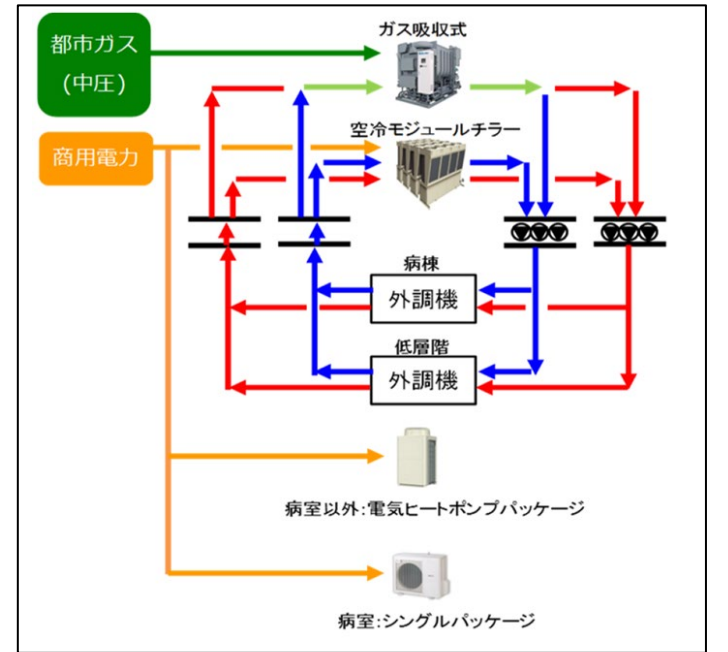 都市ガス
(中圧)
ガス吸収式
商用電力
空冷モジュールチラー
病棟
外調機
低層階
外調機
病室以外:電気ヒートポンプパッケージ
病室:シングルパッケージ